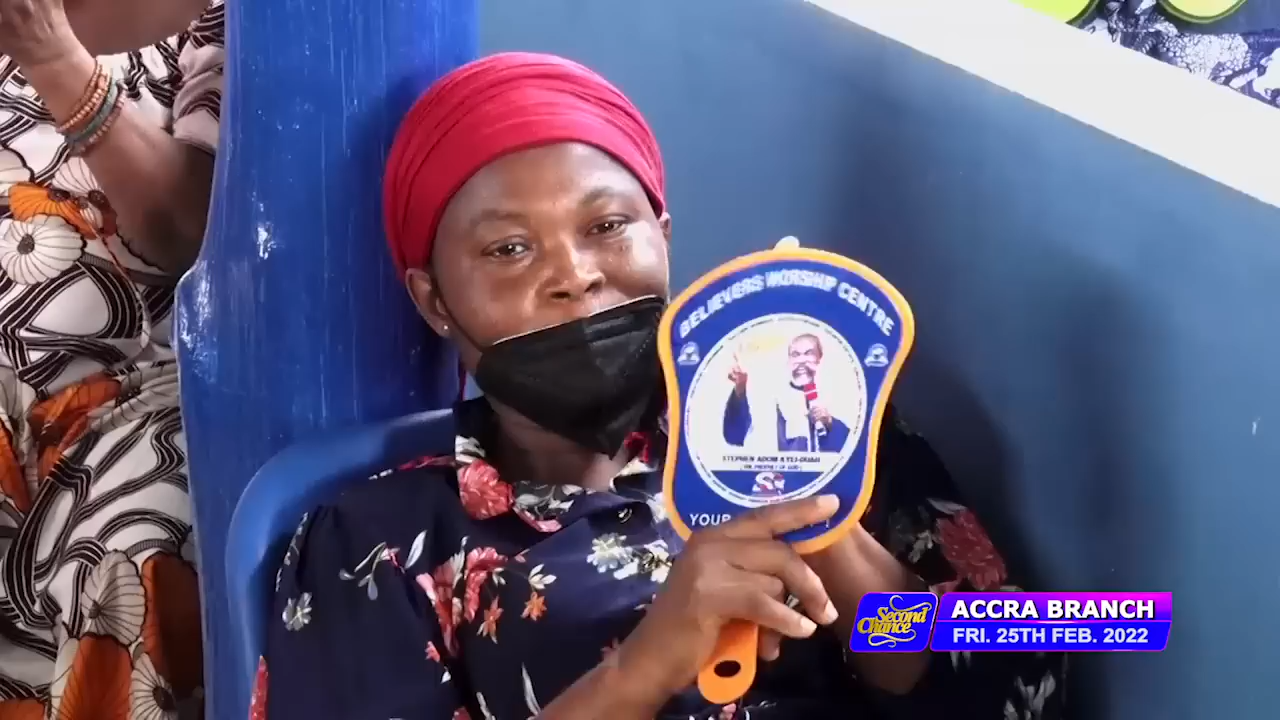 BELIEVERS WORSHIP CENTRE
STEPHEN ADOM KYEI-DUAH
YOUR
Second
Chance
ACCRA BRANCH
FRI. 25TH FEB. 2022